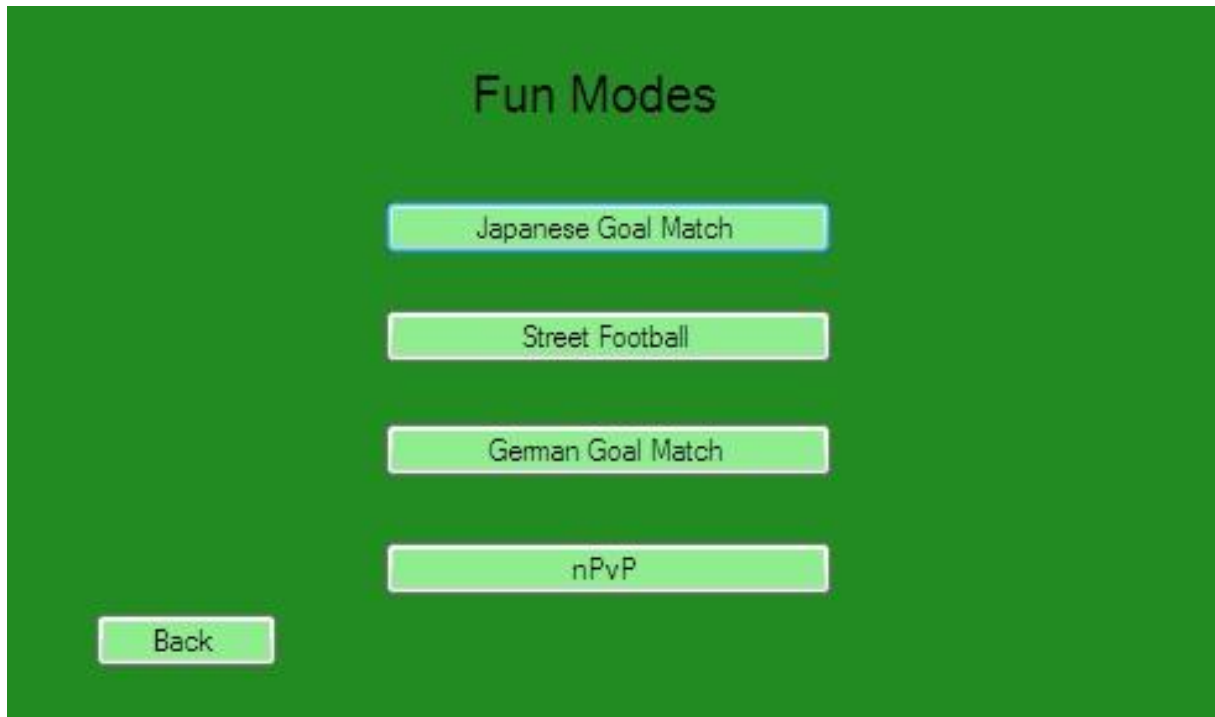 Fun Modes
Japanese Goal Match
Street Football
German Goal Match
nPvP
Back